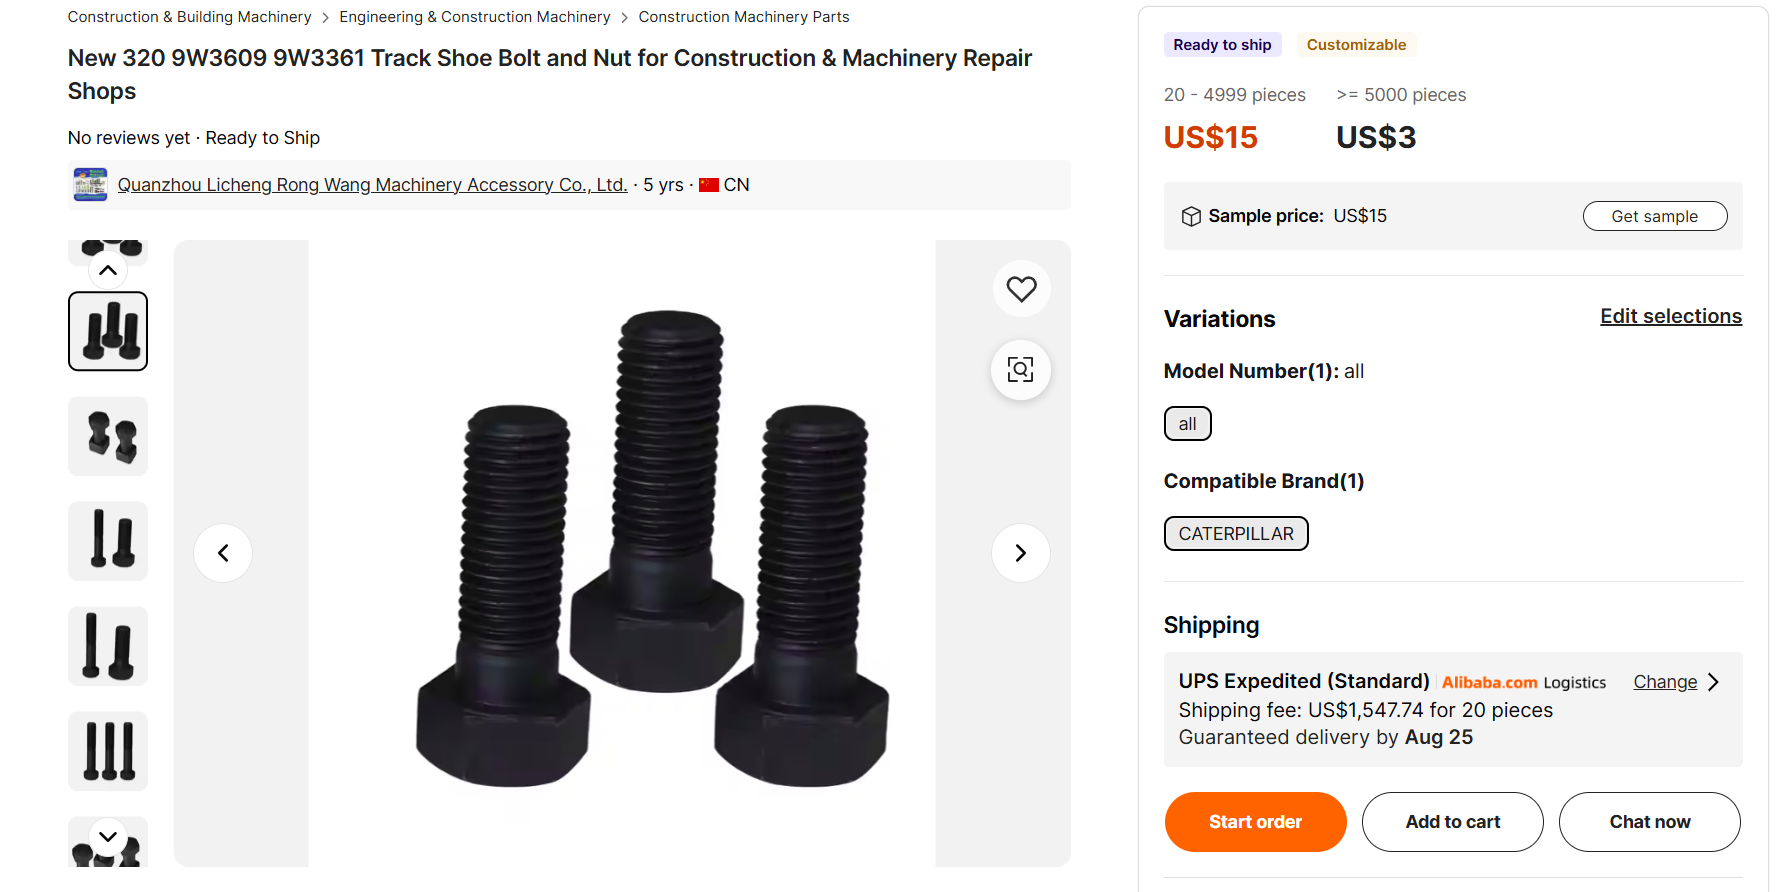 Construction & Building Machinery > Engineering & Construction Machinery > Construction Machinery Parts
New 320 9W3609 9W3361 Track Shoe Bolt and Nut for Construction & Machinery Repair
Shops
No reviews yet · Ready to Ship
Quanzhou Licheng Rong Wang Machinery Accessory Co., Ltd. · 5 yrs · CN
Ready to ship
Customizable
20 - 4999 pieces
>= 5000 pieces
US$15
US$3
Sample price: US$15
Get sample
Variations
Edit selections
Model Number(1): all
all
Compatible Brand(1)
CATERPILLAR
Shipping
UPS Expedited (Standard) | Alibaba.com Logistics
Change
Shipping fee: US$1,547.74 for 20 pieces
Guaranteed delivery by Aug 25
Start order
Add to cart
Chat now